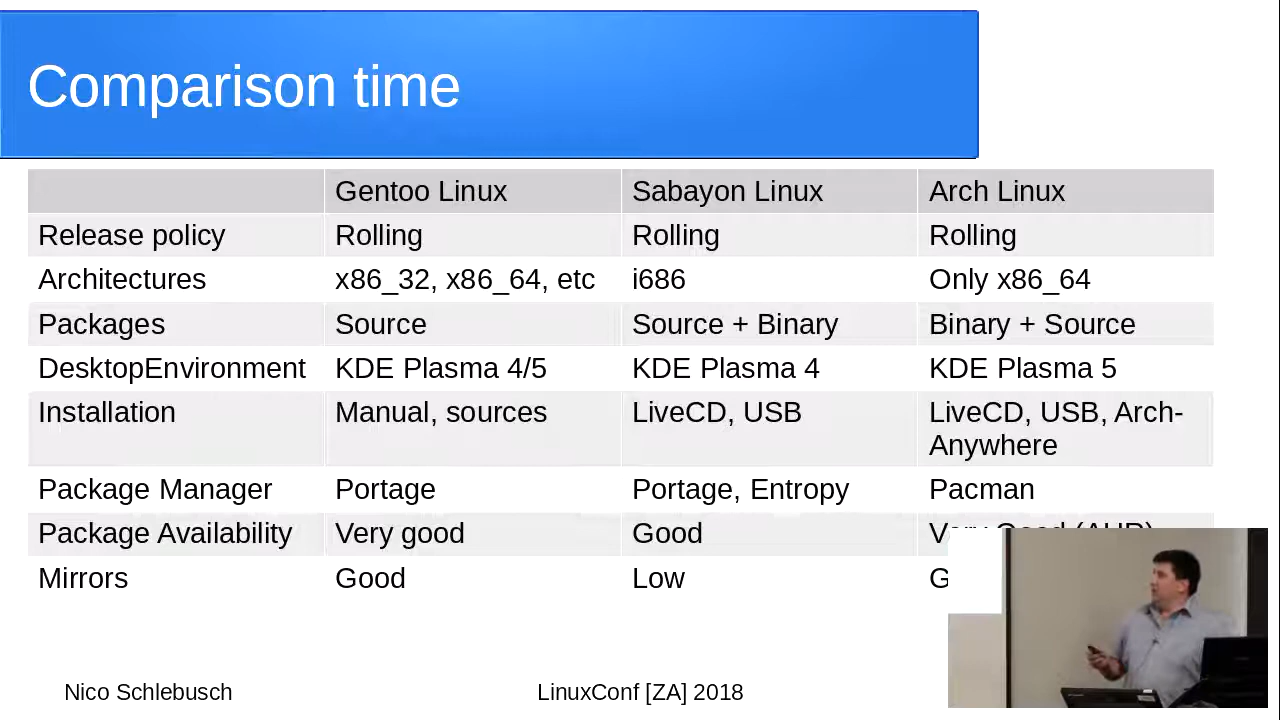 Comparison time
Gentoo Linux Sabayon Linux Arch Linux
Release policy Rolling Rolling Rolling
Architectures x86_32, x86_64, etc i686 Only x86_64
Packages Source Source + Binary Binary + Source
DesktopEnvironment KDE Plasma 4/5 KDE Plasma 4 KDE Plasma 5
Installation Manual, sources LiveCD, USB LiveCD, USB, Arch-
Anywhere
Package Manager Portage Portage, Entropy Pacman
Package Availability Very good Good Very Good (AUR)
Mirrors Good Low
Nico Schlebusch LinuxConf [ZA] 2018